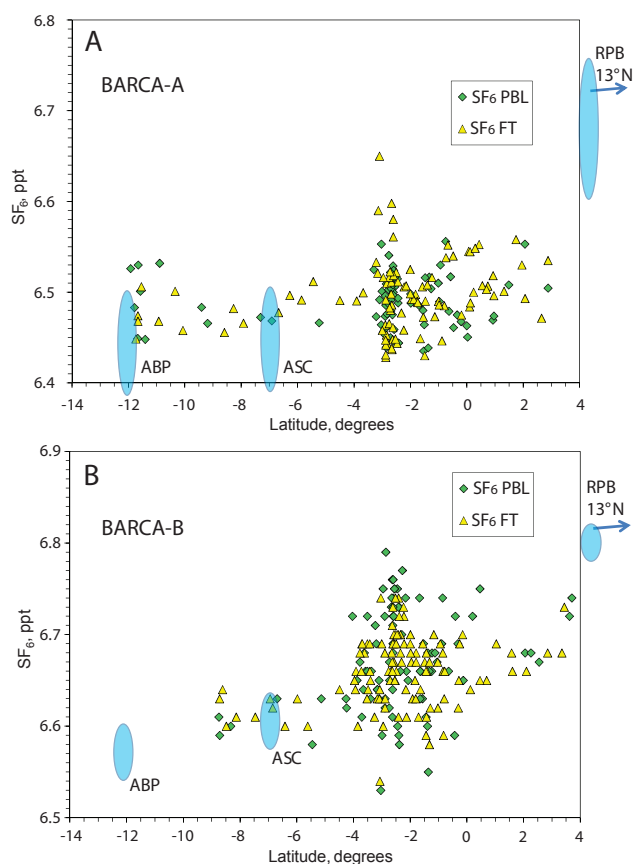 A
BARCA-A
RPB
13°N
SF6 PBL
SF6 FT
SF6, ppt
6.8
6.7
6.6
6.5
6.4
ABP
ASC
-14 -12 -10 -8 -6 -4 -2 0 2 4
Latitude, degrees
B
BARCA-B
RPB
13°N
SF6 PBL
SF6 FT
SF6, ppt
6.9
6.8
6.7
6.6
6.5
ABP
ASC
-14 -12 -10 -8 -6 -4 -2 0 2 4
Latitude, degrees